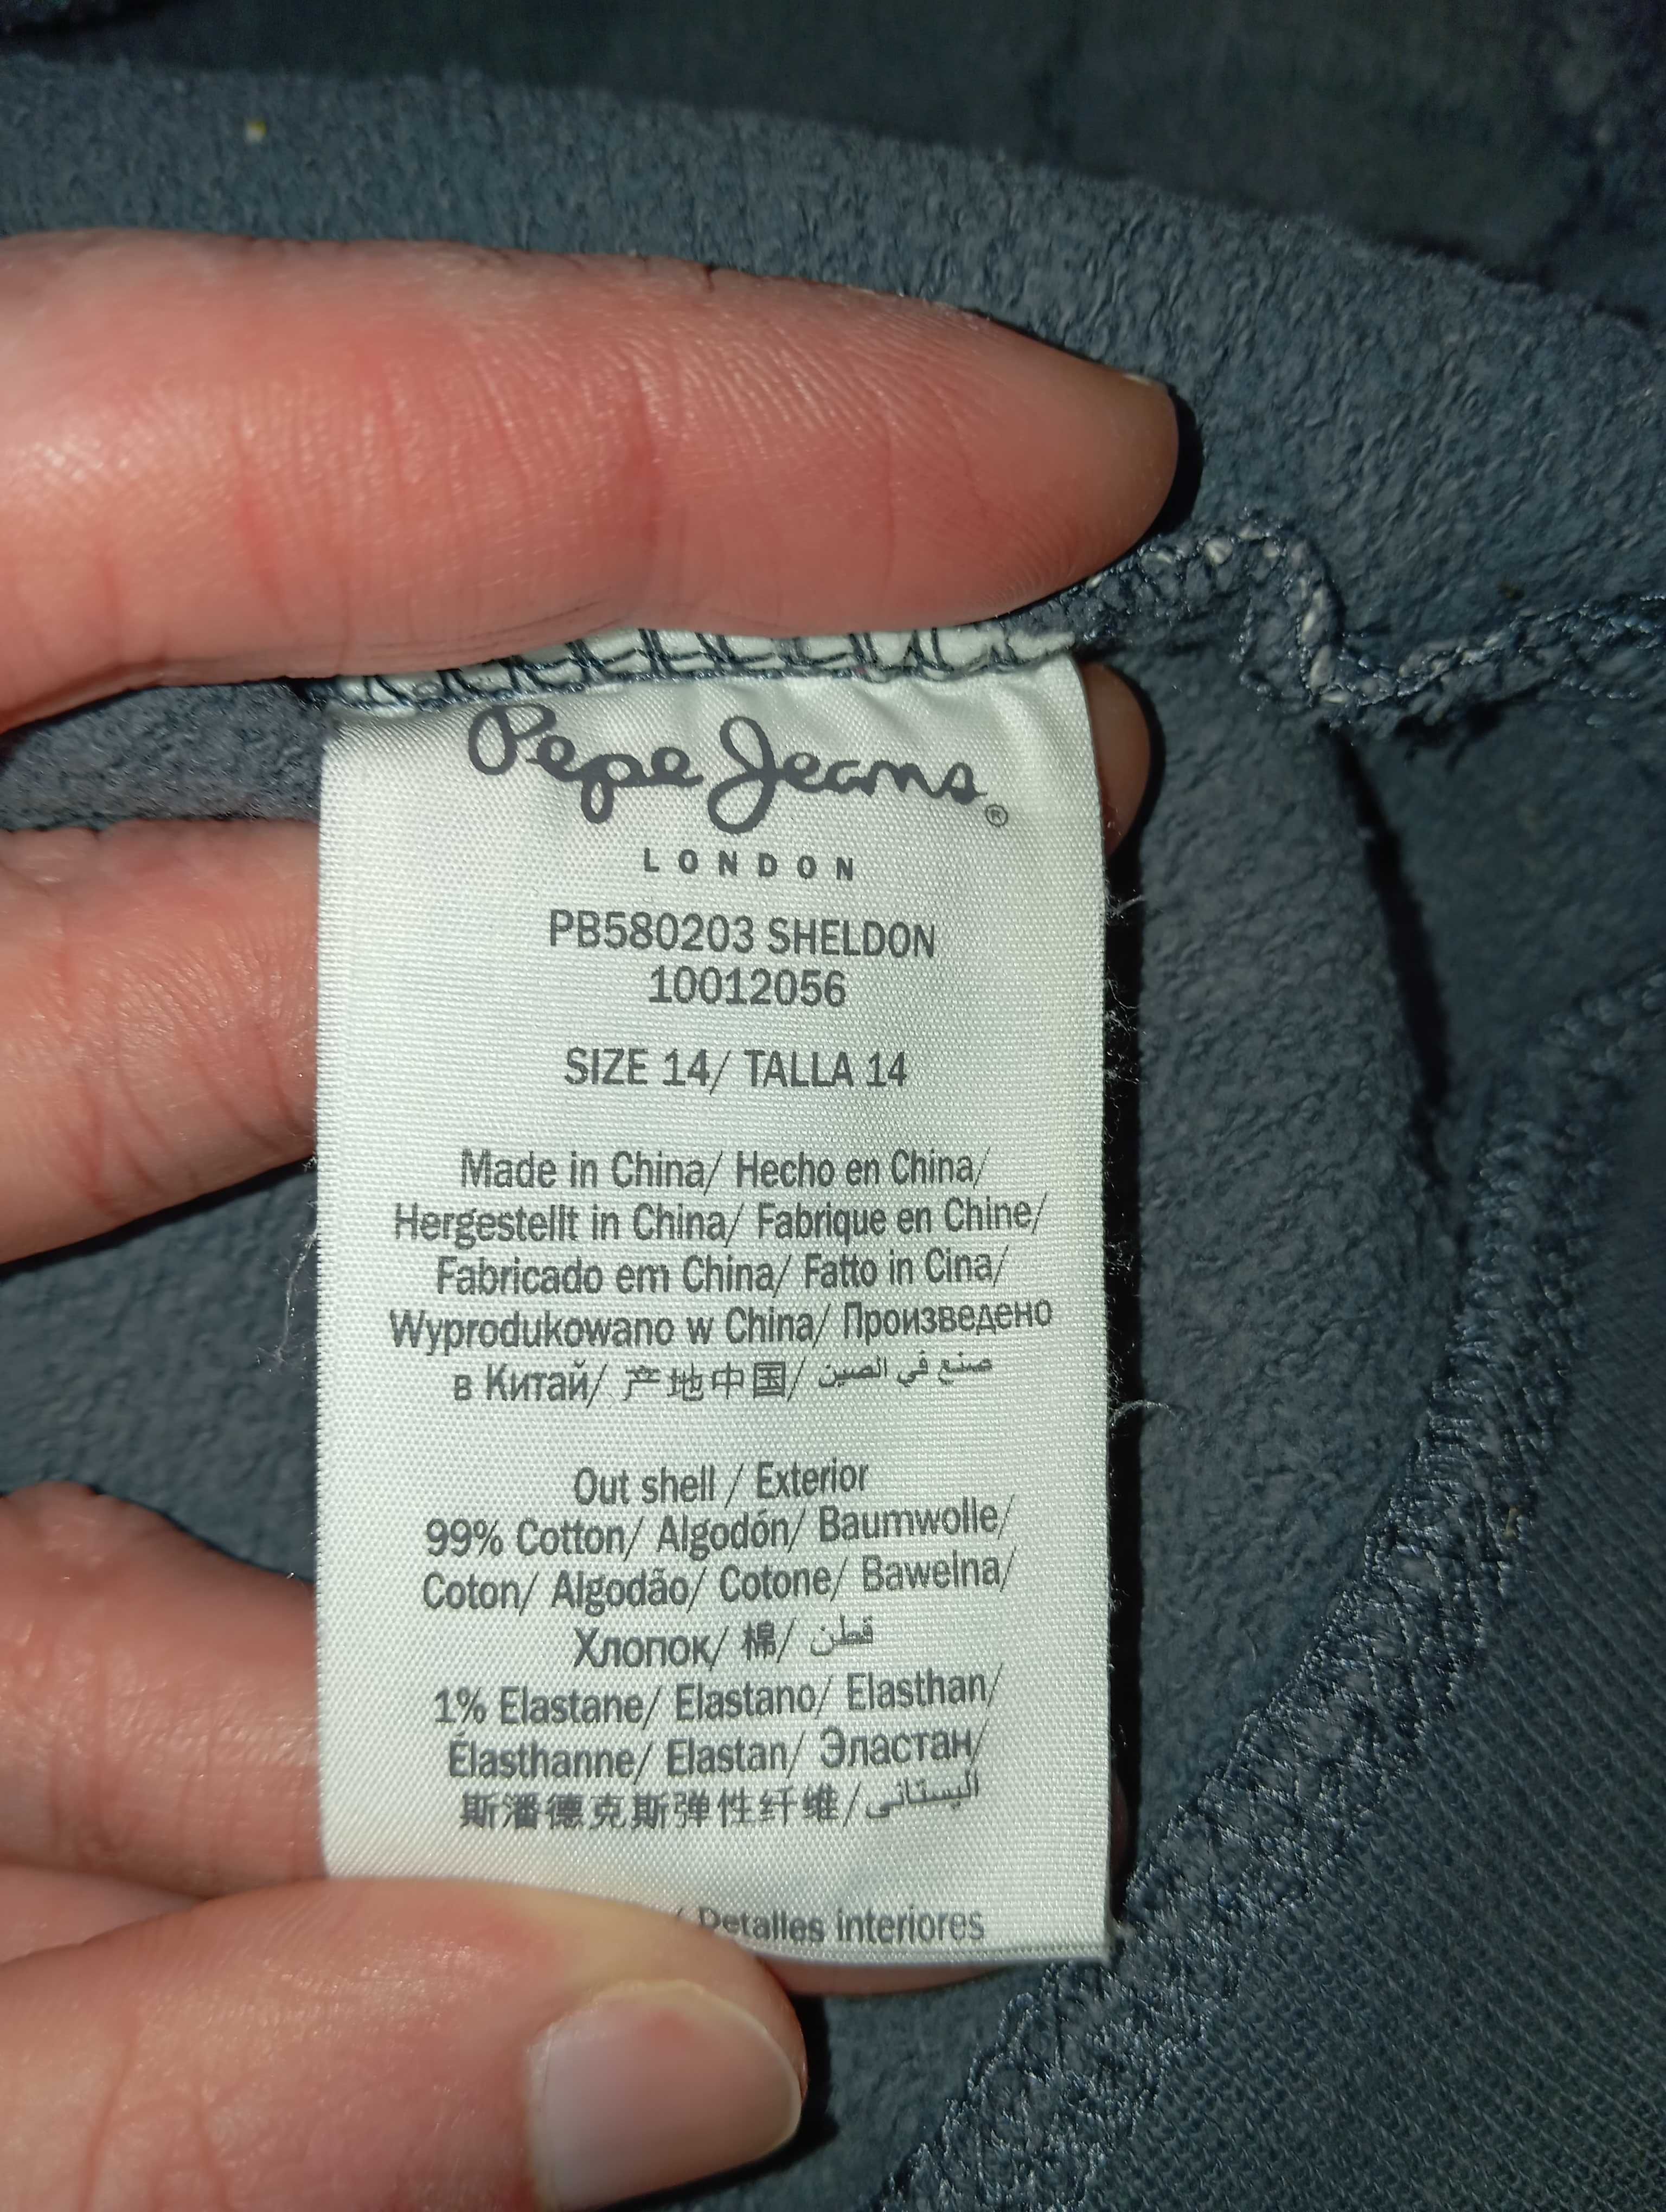 Pepe Jeans®
LONDON
PB580203 SHELDON
10012056
SIZE 14/ TALLA 14
Made in China/ Hecho en China/
Hergestellt in China/ Fabrique en Chine/
Fabricado em China/ Fatto in Cina/
Wyprodukowano w China/ Произведено
в Китай/ 产地中国/ صنع في الصين
Out shell / Exterior
99% Cotton/ Algodón/ Baumwolle/
Coton/ Algodão/ Cotone/ Bawelna/
Хлопок/ 棉/ قطن
1% Elastane/ Elastano/ Elasthan/
Élasthanne/ Elastan/ Эластан/
斯潘德克斯弹性纤维/ اليستاني
/ Detalles interiores